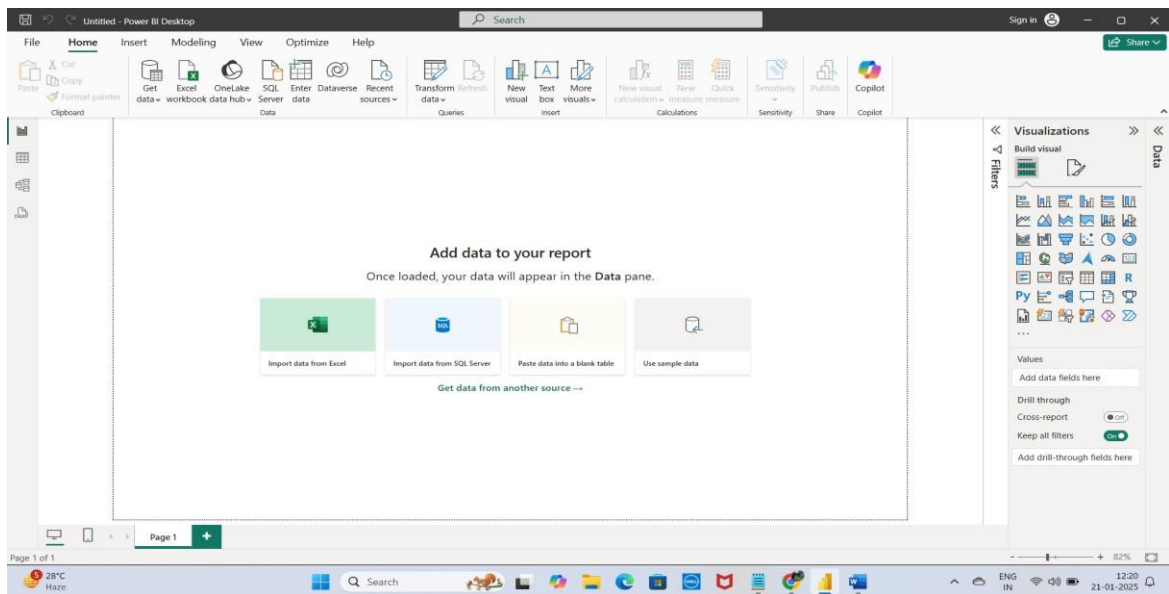 Untitled - Power BI Desktop
Search
Sign in
File Home Insert Modeling View Optimize Help
Share
Paste
Cut
Copy
Format painter
Clipboard
Get data
Excel workbook
OneLake data hub
SQL Server
Enter data
Dataverse
Recent sources
Data
Transform data
Refresh
Queries
New visual
Text box
More visuals
Insert
New visual calculation
New measure
Quick measure
Calculations
Sensitivity
Sensitivity
Publish
Share
Copilot
Copilot
Filters
Visualizations
Build visual
Data
Add data to your report
Once loaded, your data will appear in the Data pane.
SQL
Import data from Excel
Import data from SQL Server
Paste data into a blank table
Use sample data
Get data from another source →
123
R
Py
...
Values
Add data fields here
Drill through
Cross-report
Off
Keep all filters
On
Add drill-through fields here
Page 1
Page 1 of 1
- + 82%
28°C
Haze
Search
DELL
ENG
IN
12:20
21-01-2025